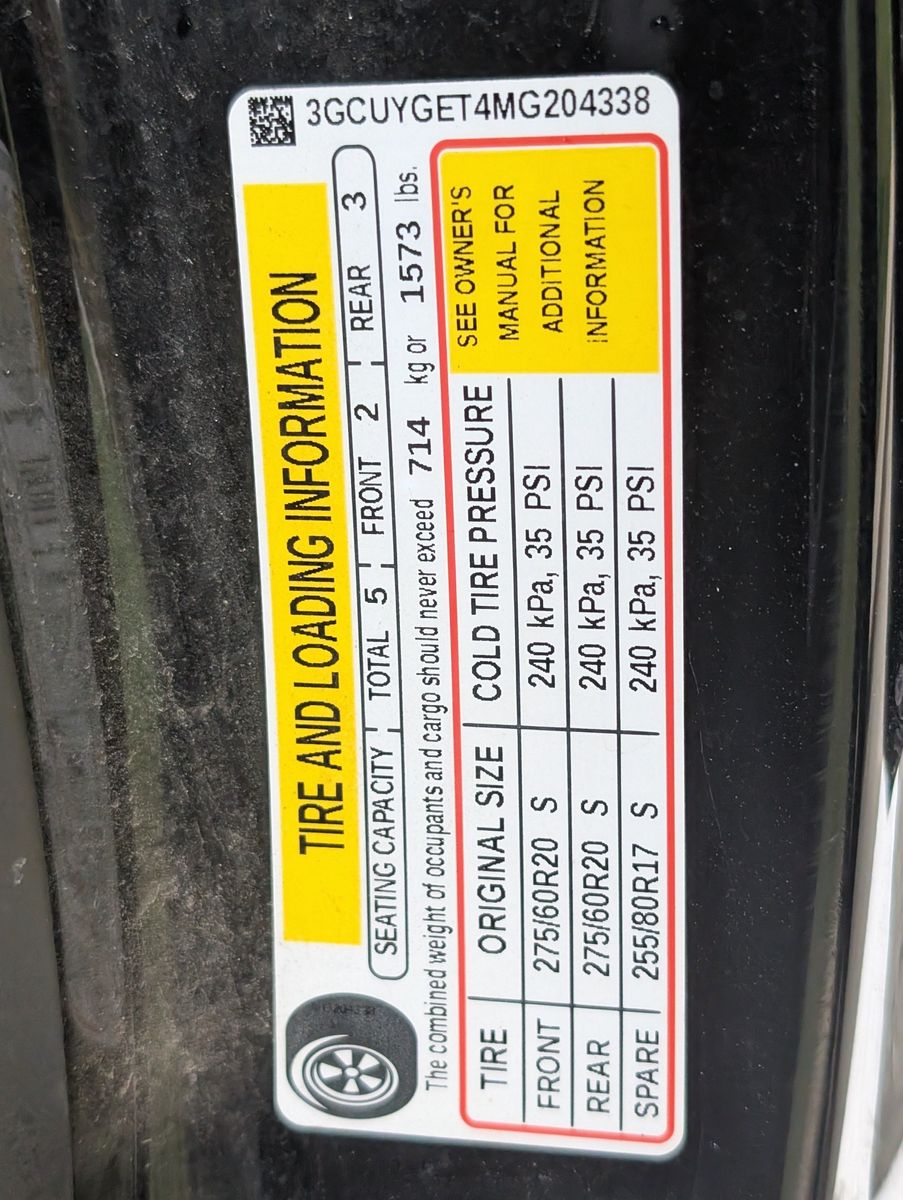 3GCUYGET4MG204338
TIRE AND LOADING INFORMATION
SEATING CAPACITY TOTAL 5 FRONT 2 REAR 3
The combined weight of occupants and cargo should never exceed 714 kg or 1573 lbs.
TIRE ORIGINAL SIZE COLD TIRE PRESSURE
FRONT 275/60R20 S 240 kPa, 35 PSI
REAR 275/60R20 S 240 kPa, 35 PSI
SPARE 255/80R17 S 240 kPa, 35 PSI
SEE OWNER'S
MANUAL FOR
ADDITIONAL
INFORMATION